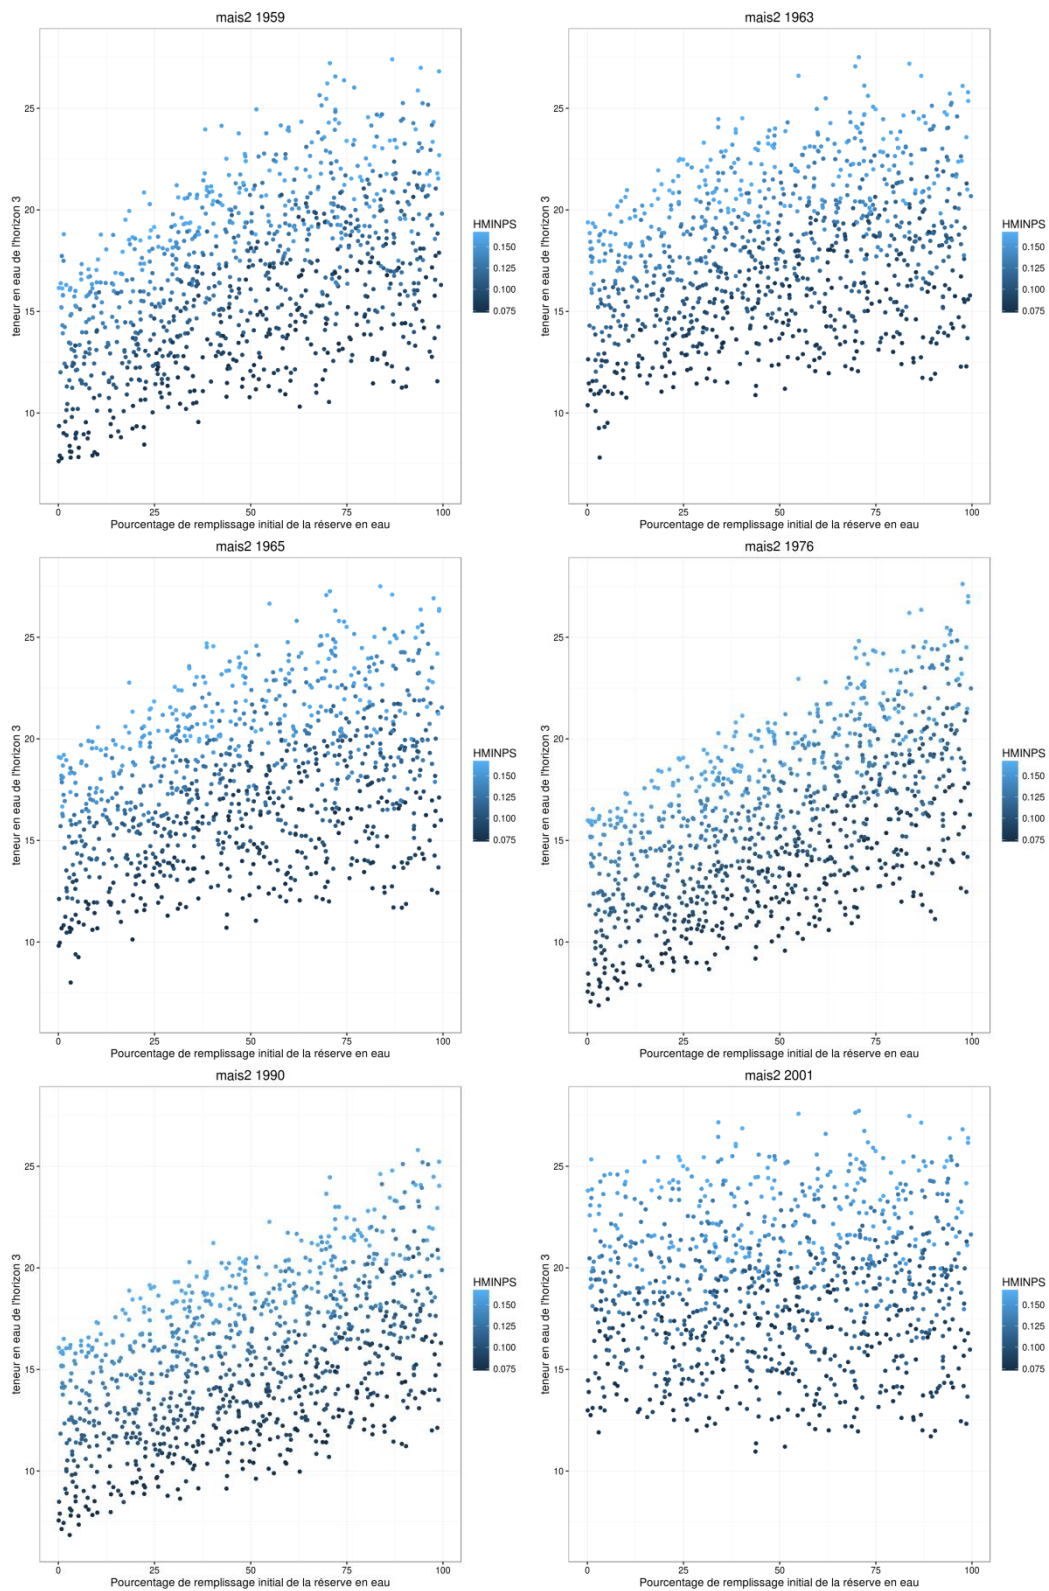 mais2 1959
teneur en eau de l'horizon 3
25
20
15
10
0 25 50 75 100
Pourcentage de remplissage initial de la réserve en eau
HMINPS
0.150
0.125
0.100
0.075
mais2 1963
teneur en eau de l'horizon 3
25
20
15
10
0 25 50 75 100
Pourcentage de remplissage initial de la réserve en eau
HMINPS
0.150
0.125
0.100
0.075
mais2 1965
teneur en eau de l'horizon 3
25
20
15
10
0 25 50 75 100
Pourcentage de remplissage initial de la réserve en eau
HMINPS
0.150
0.125
0.100
0.075
mais2 1976
teneur en eau de l'horizon 3
25
20
15
10
0 25 50 75 100
Pourcentage de remplissage initial de la réserve en eau
HMINPS
0.150
0.125
0.100
0.075
mais2 1990
teneur en eau de l'horizon 3
25
20
15
10
0 25 50 75 100
Pourcentage de remplissage initial de la réserve en eau
HMINPS
0.150
0.125
0.100
0.075
mais2 2001
teneur en eau de l'horizon 3
25
20
15
10
0 25 50 75 100
Pourcentage de remplissage initial de la réserve en eau
HMINPS
0.150
0.125
0.100
0.075